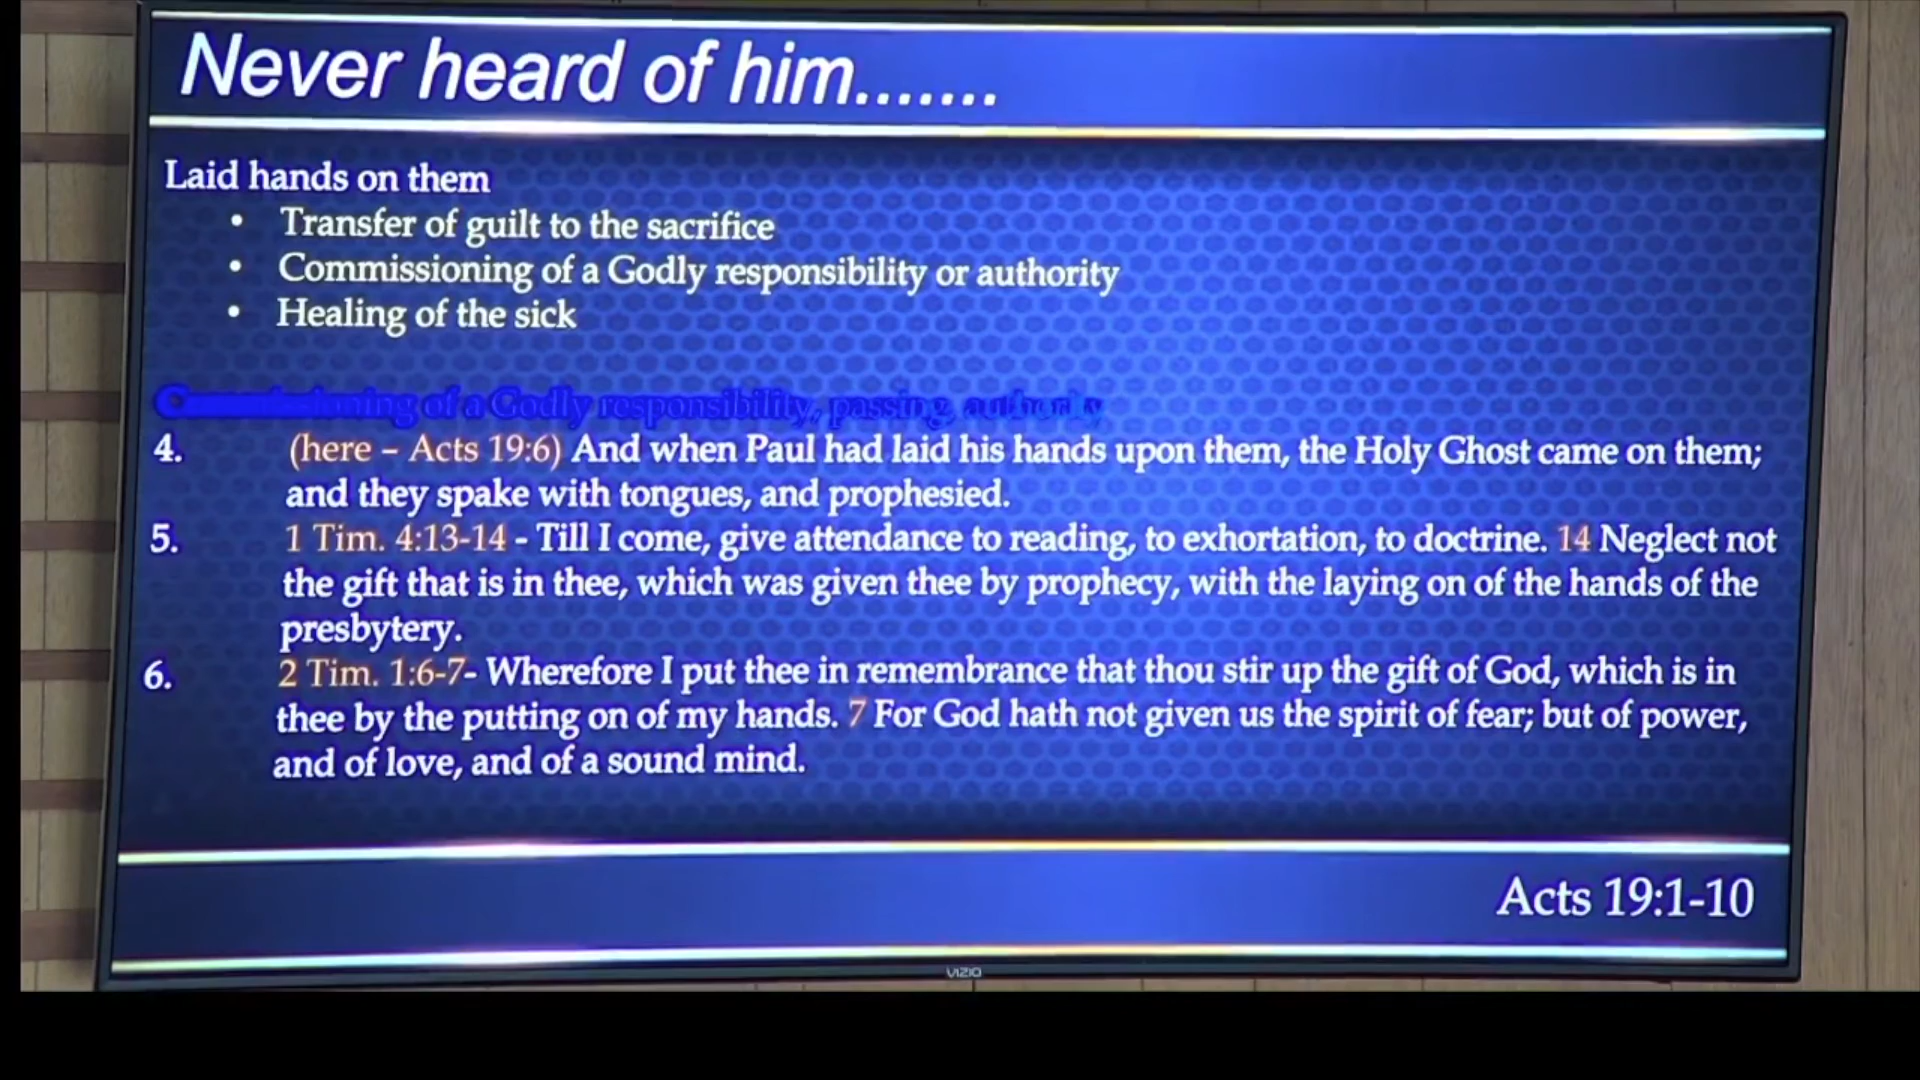 Never heard of him.......
Laid hands on them
• Transfer of guilt to the sacrifice
• Commissioning of a Godly responsibility or authority
• Healing of the sick
Commissioning of a Godly responsibility, passing, authority
4. (here – Acts 19:6) And when Paul had laid his hands upon them, the Holy Ghost came on them;
and they spake with tongues, and prophesied.
5. 1 Tim. 4:13-14 - Till I come, give attendance to reading, to exhortation, to doctrine. 14 Neglect not
the gift that is in thee, which was given thee by prophecy, with the laying on of the hands of the
presbytery.
6. 2 Tim. 1:6-7- Wherefore I put thee in remembrance that thou stir up the gift of God, which is in
thee by the putting on of my hands. 7 For God hath not given us the spirit of fear; but of power,
and of love, and of a sound mind.
Acts 19:1-10
VIZIO